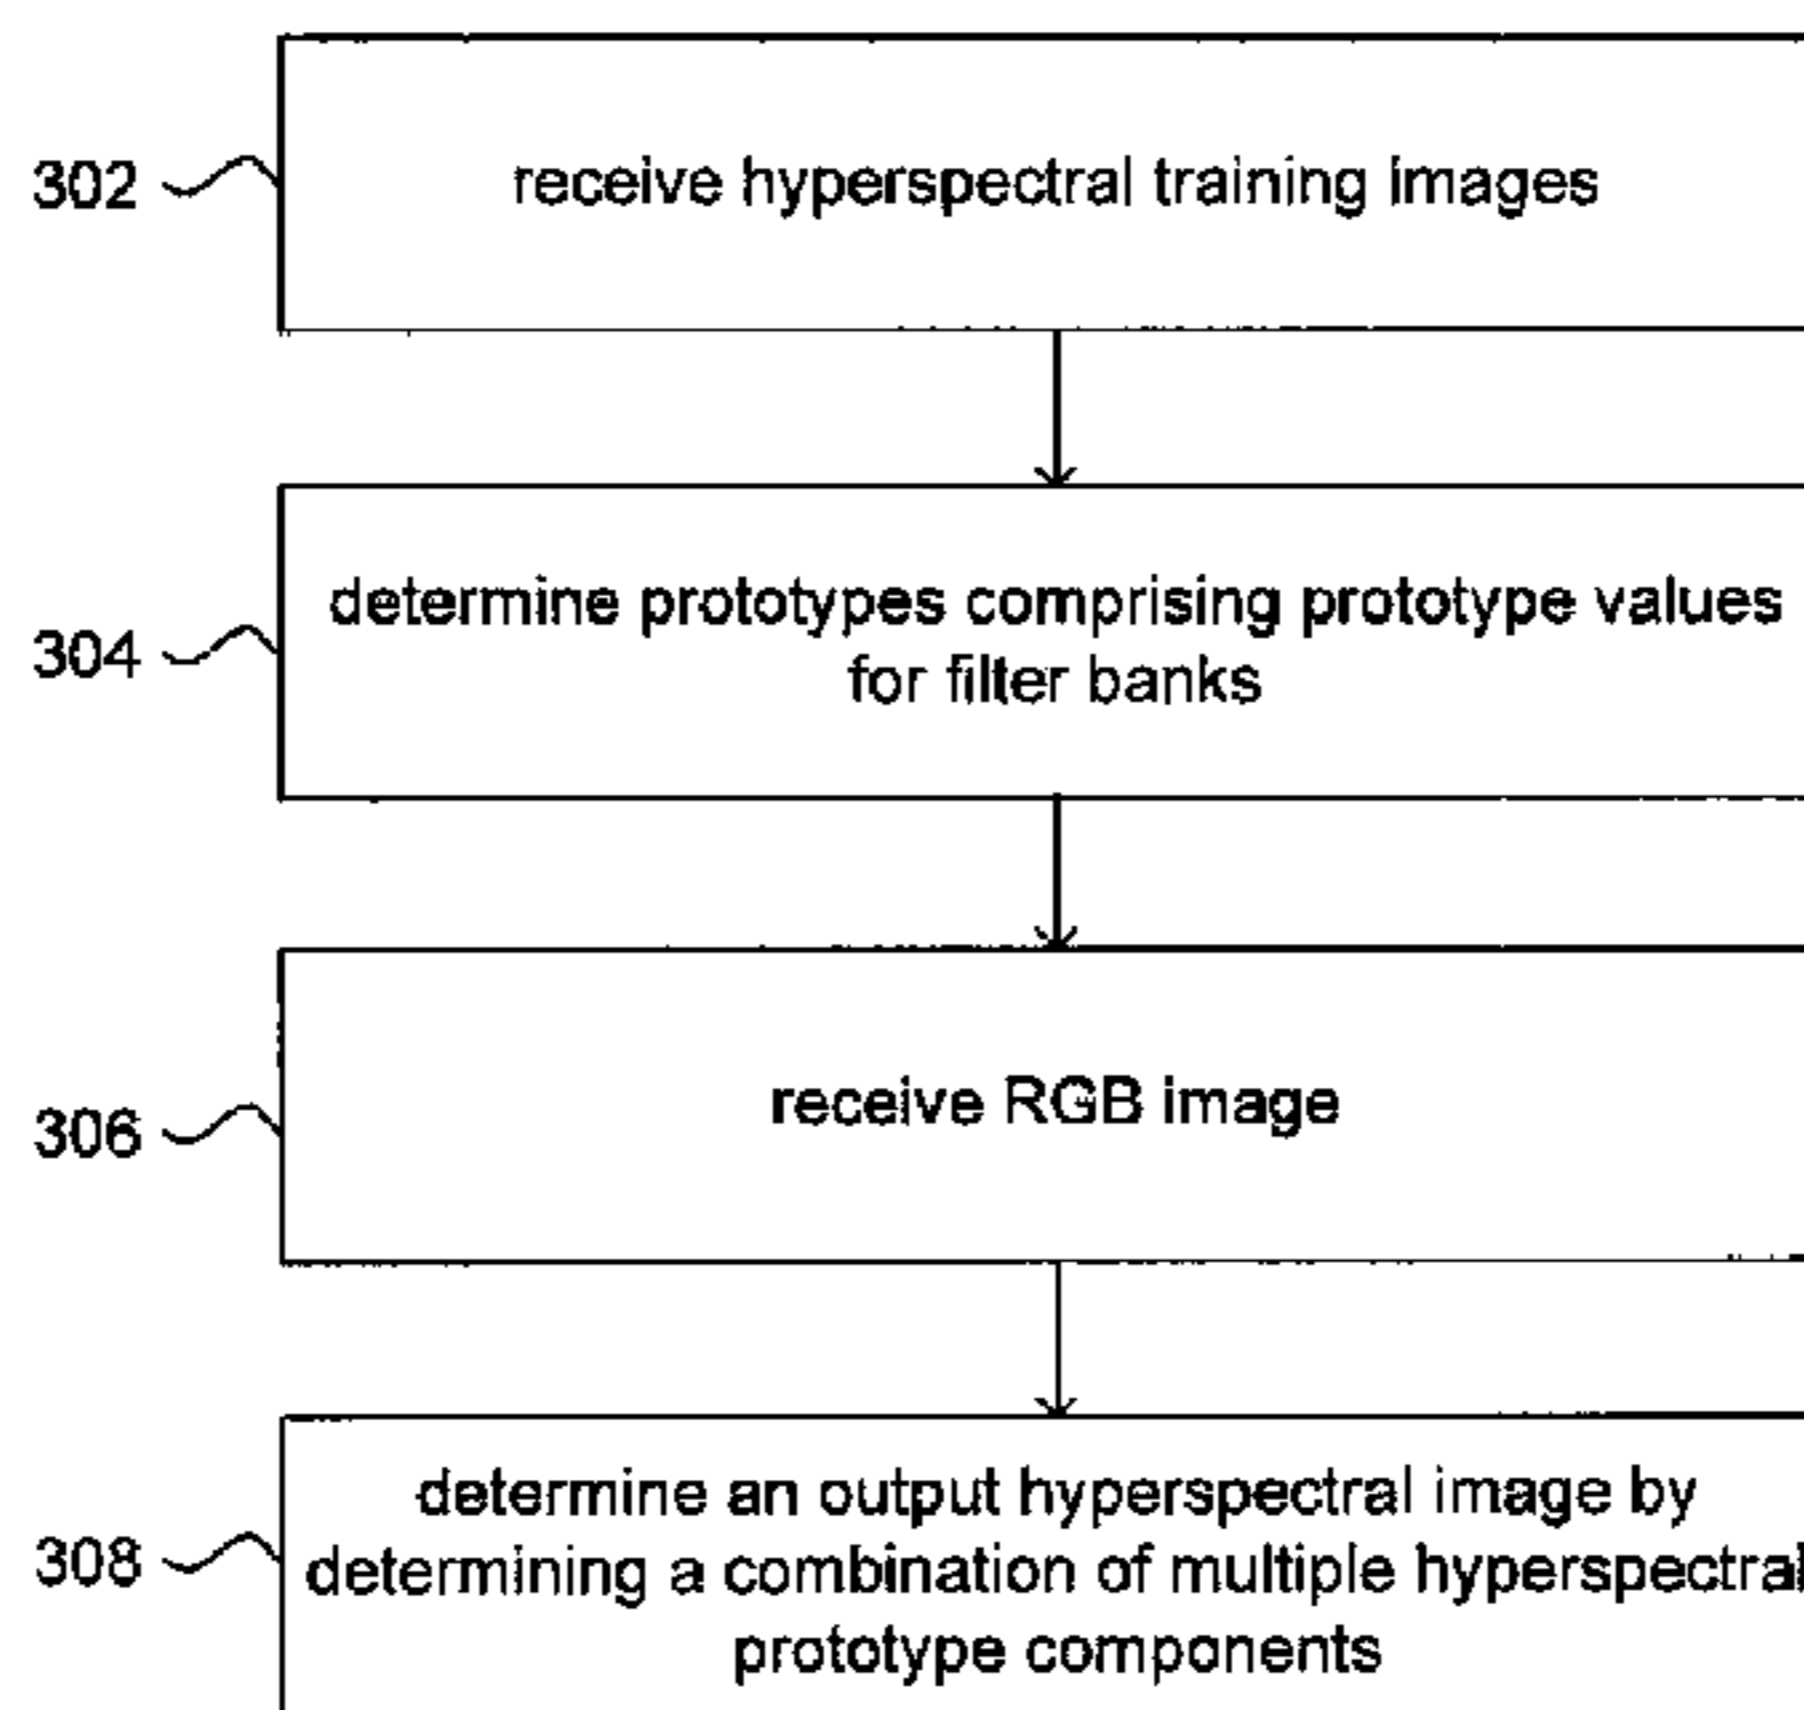 302
receive hyperspectral training images
304
determine prototypes comprising prototype values
for filter banks
306
receive RGB image
308
determine an output hyperspectral image by
determining a combination of multiple hyperspectral
prototype components